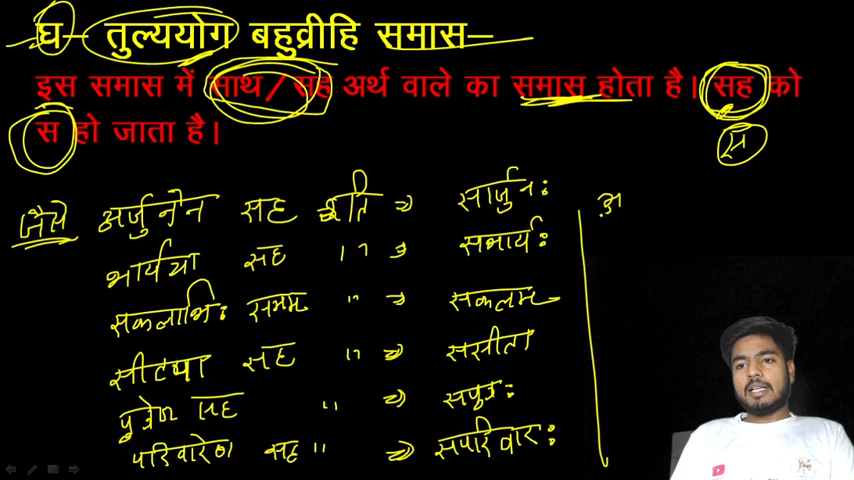 घ- तुल्ययोग बहुव्रीहि समास-
इस समास में साथ/ सह अर्थ वाले का समास होता है। सह को
स हो जाता है।
स
जैसे अर्जुनेन सह इति => सार्जुनः
भार्यया सह " => सभार्यः
सकलाभिः समम " => सकलम
सीतया सह " => ससीता
पुत्रेण सह " => सपुत्रः
परिवारेण सह " => सपरिवारः